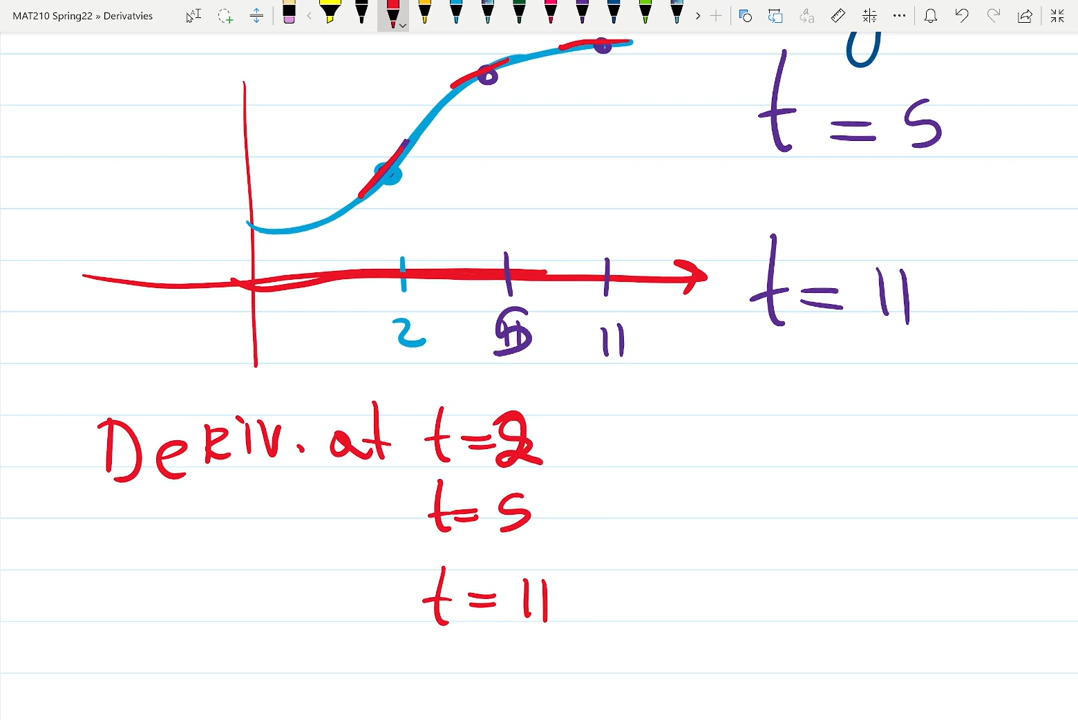 MAT210 Spring22 » Derivatvies
t = 5
t = 11
2 5 11
Deriv. at t=2
t= 5
t = 11